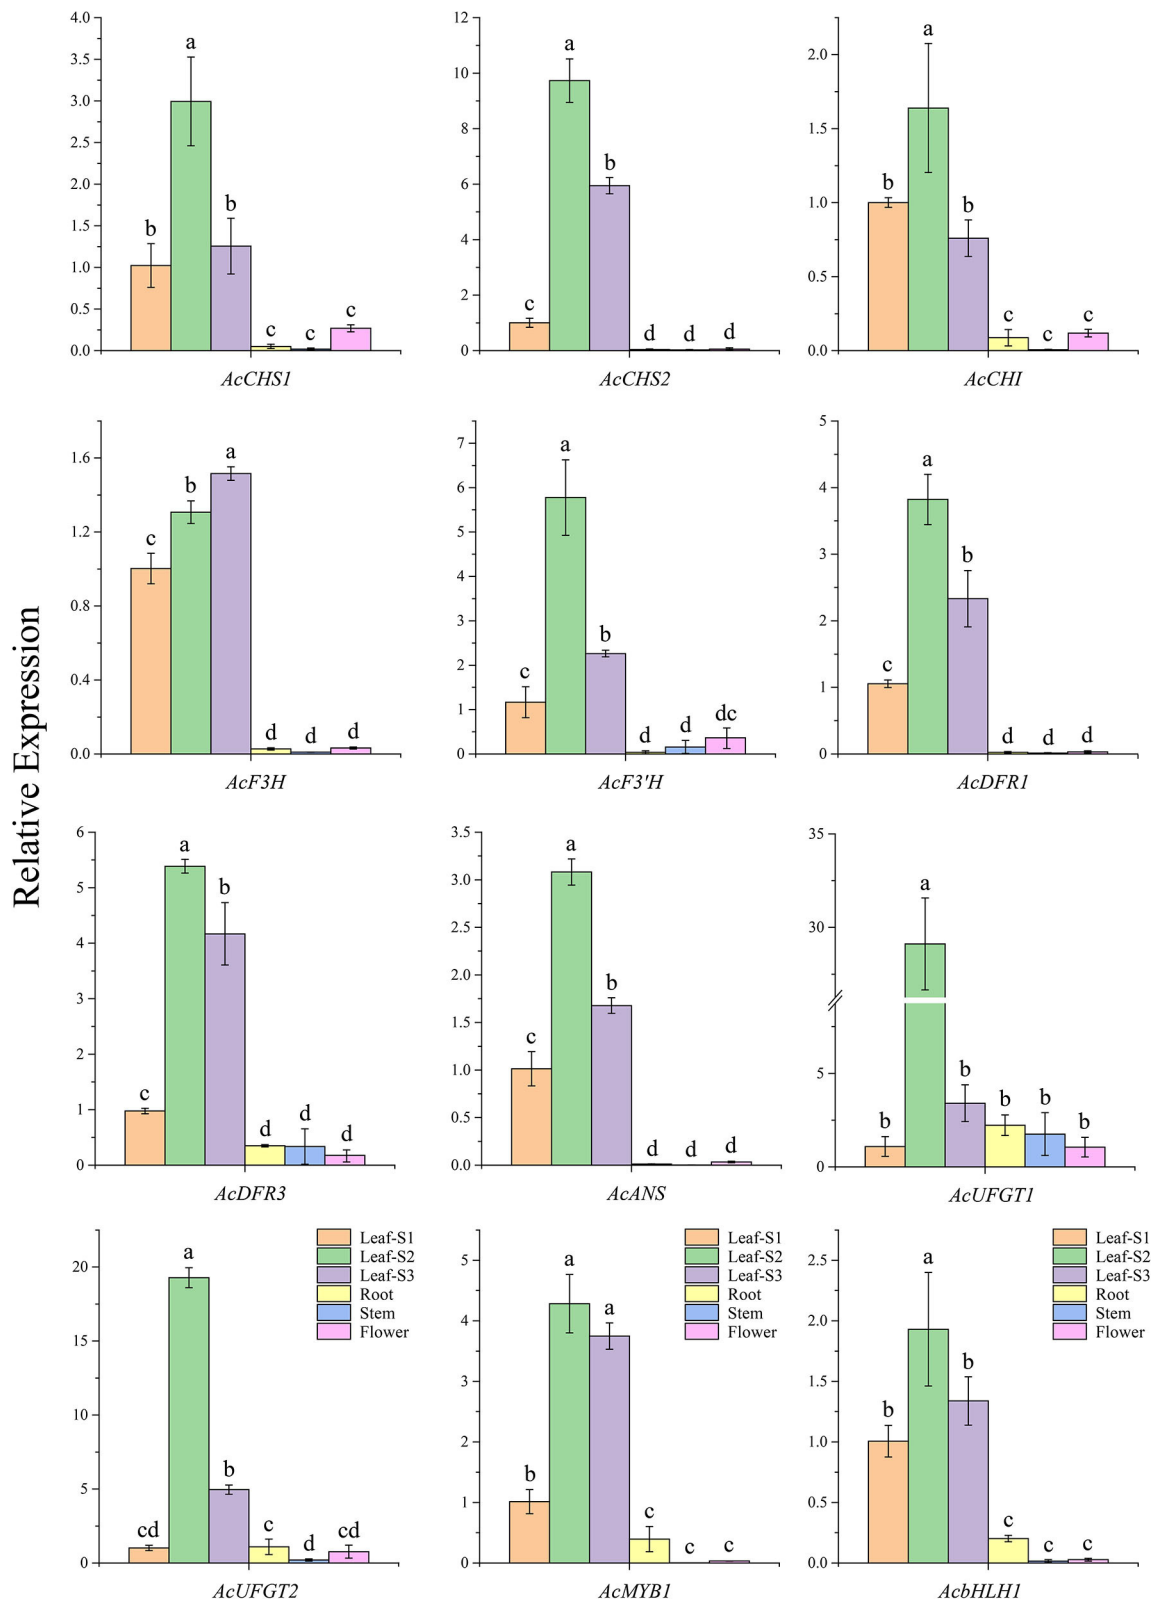 Relative Expression
4.0
3.5
3.0
2.5
2.0
1.5
1.0
0.5
0.0
b
a
b
c
c
c
AcCHS1
12
10
8
6
4
2
0
c
a
b
d
d
d
AcCHS2
2.0
1.5
1.0
0.5
0.0
b
a
b
c
c
c
AcCHI
1.6
1.2
0.8
0.4
0.0
c
b
a
d
d
d
AcF3H
7
6
5
4
3
2
1
0
c
a
b
d
d
dc
AcF3'H
5
4
3
2
1
0
c
a
b
d
d
d
AcDFR1
6
5
4
3
2
1
0
c
a
b
d
d
d
AcDFR3
3.5
3.0
2.5
2.0
1.5
1.0
0.5
0.0
c
a
b
d
d
d
AcANS
35
30
5
0
b
a
b
b
b
b
AcUFGT1
20
15
10
5
0
cd
a
b
c
d
cd
Leaf-S1
Leaf-S2
Leaf-S3
Root
Stem
Flower
AcUFGT2
5
4
3
2
1
0
b
a
a
c
c
c
Leaf-S1
Leaf-S2
Leaf-S3
Root
Stem
Flower
AcMYB1
2.5
2.0
1.5
1.0
0.5
0.0
b
a
b
c
c
c
Leaf-S1
Leaf-S2
Leaf-S3
Root
Stem
Flower
AcbHLH1